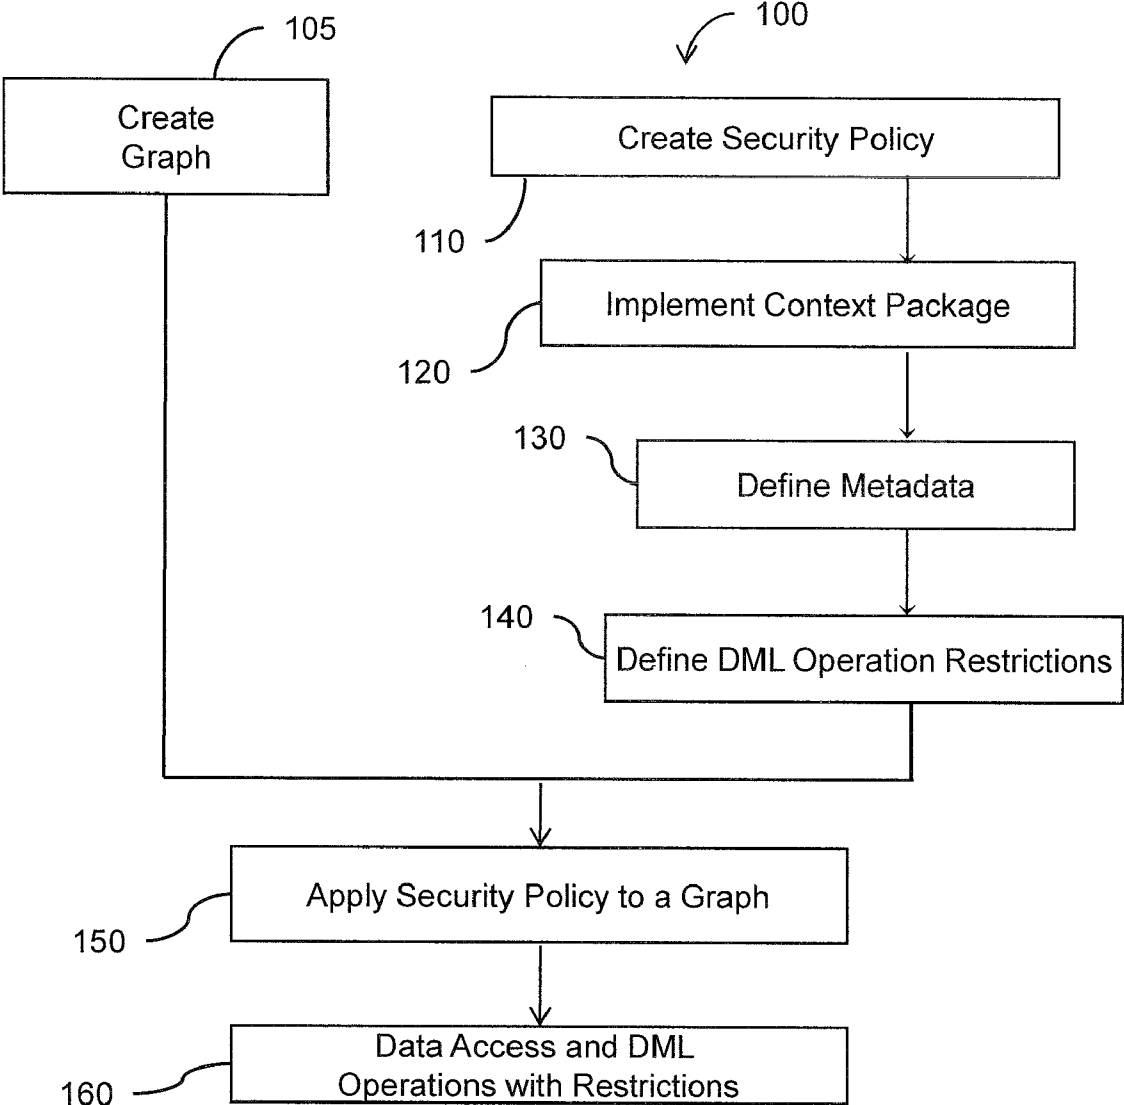 100
105
Create
Graph
Create Security Policy
110
Implement Context Package
120
130
Define Metadata
140
Define DML Operation Restrictions
Apply Security Policy to a Graph
150
Data Access and DML
Operations with Restrictions
160